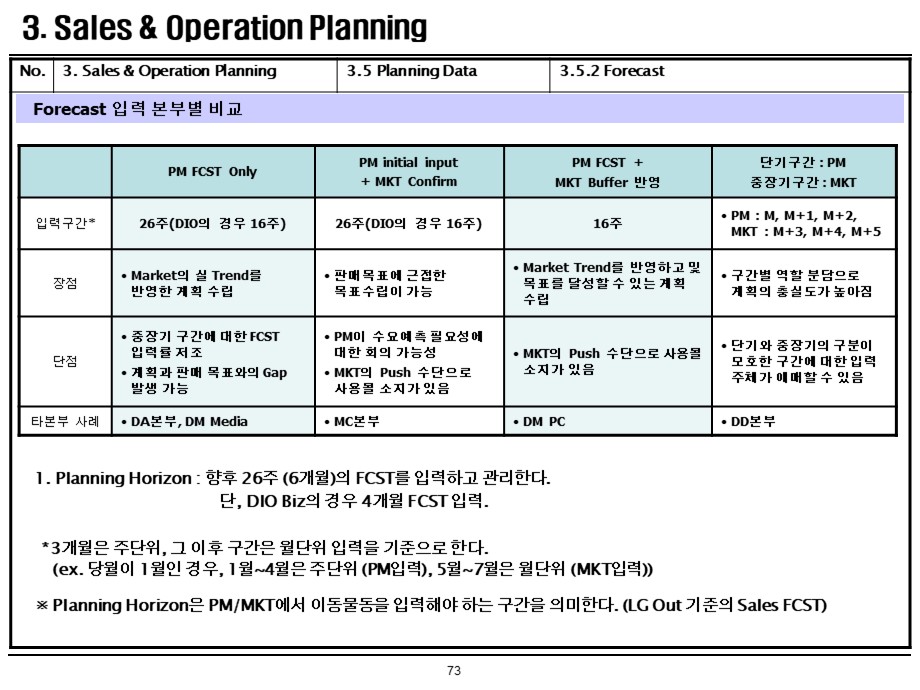 3. Sales & Operation Planning
No. 3. Sales & Operation Planning 3.5 Planning Data 3.5.2 Forecast
Forecast 입력 본부별 비교
PM FCST Only
PM initial input
+ MKT Confirm
PM FCST +
MKT Buffer 반영
단기구간 : PM
중장기구간 : MKT
입력구간*
26주(DIO의 경우 16주)
26주(DIO의 경우 16주)
16주
• PM : M, M+1, M+2,
MKT : M+3, M+4, M+5
장점
• Market의 실 Trend를
반영한 계획 수립
• 판매목표에 근접한
목표수립이 가능
• Market Trend를 반영하고 및
목표를 달성할 수 있는 계획
수립
• 구간별 역할 분담으로
계획의 충실도가 높아짐
단점
• 중장기 구간에 대한 FCST
입력률 저조
• 계획과 판매 목표와의 Gap
발생 가능
• PM이 수요예측 필요성에
대한 회의 가능성
• MKT의 Push 수단으로
사용될 소지가 있음
• MKT의 Push 수단으로 사용될
소지가 있음
• 단기와 중장기의 구분이
모호한 구간에 대한 입력
주체가 애매할 수 있음
타본부 사례
• DA본부, DM Media
• MC본부
• DM PC
• DD본부
1. Planning Horizon : 향후 26주 (6개월)의 FCST를 입력하고 관리한다.
단, DIO Biz의 경우 4개월 FCST 입력.
*3개월은 주단위, 그 이후 구간은 월단위 입력을 기준으로 한다.
(ex. 당월이 1월인 경우, 1월~4월은 주단위 (PM입력), 5월~7월은 월단위 (MKT입력))
※ Planning Horizon은 PM/MKT에서 이동물동을 입력해야 하는 구간을 의미한다. (LG Out 기준의 Sales FCST)
73